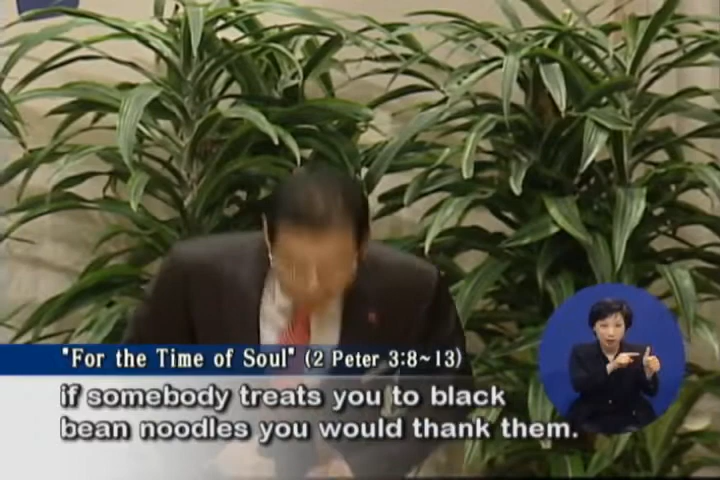 "For the Time of Soul" (2 Peter 3:8~13)
if somebody treats you to black
bean noodles you would thank them.